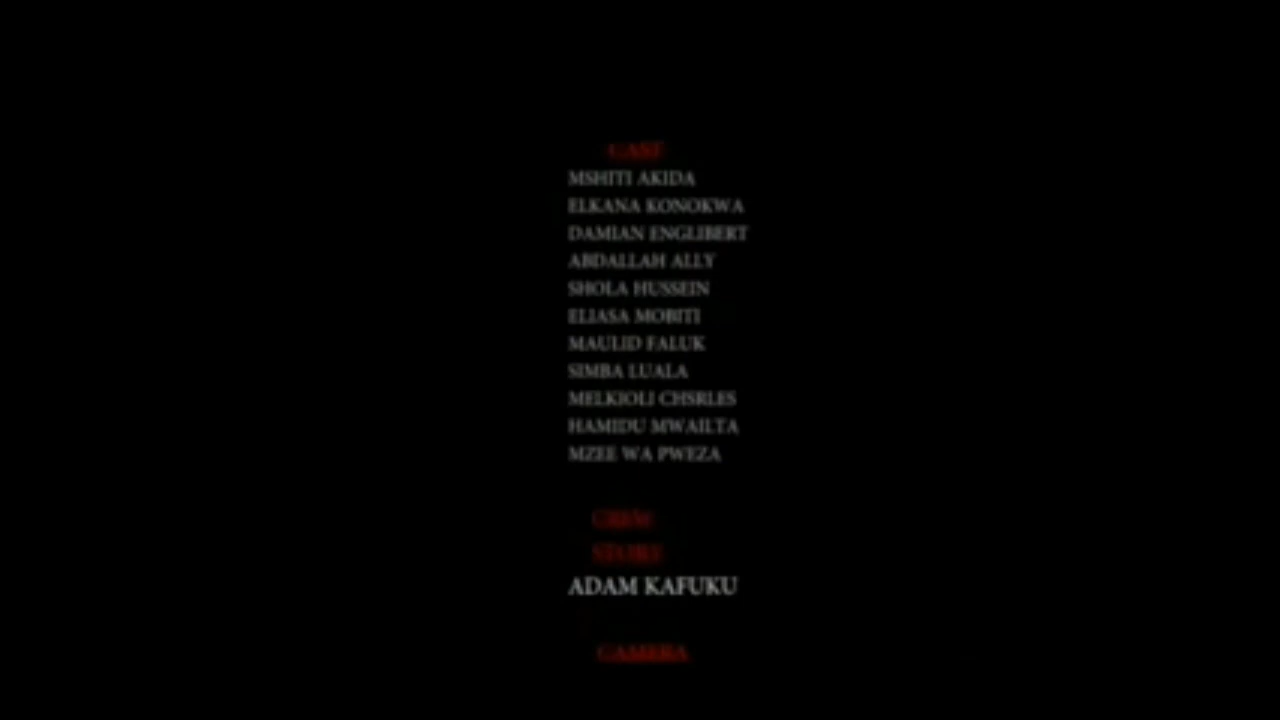 CAST
MSHITI AKIDA
ELKANA KONOKWA
DAMIAN ENGLIBERT
ABDALLAH ALLY
SHOLA HUSSEIN
ELIASA MOBITI
MAULID FALUK
SIMBA LUALA
MELKIOLI CHSRLES
HAMIDU MWAILTA
MZEE WA PWEZA
CREW
STORY
ADAM KAFUKU
CAMERA